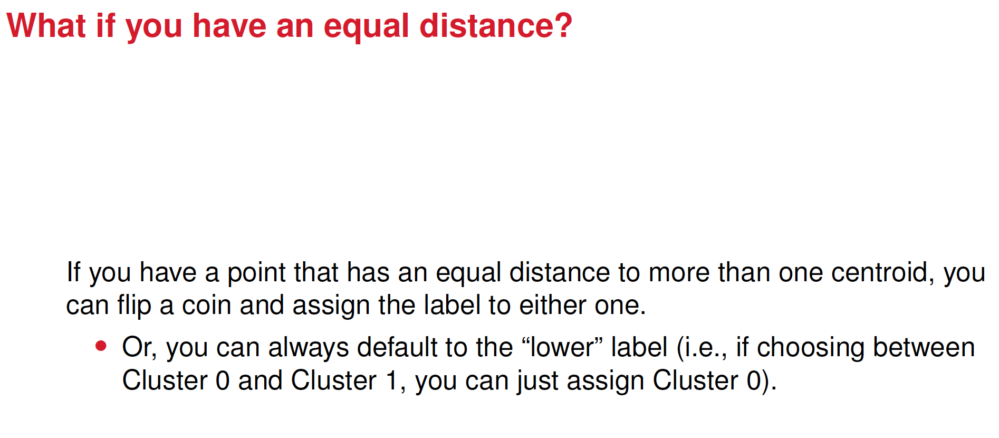 What if you have an equal distance?
If you have a point that has an equal distance to more than one centroid, you
can flip a coin and assign the label to either one.
• Or, you can always default to the “lower” label (i.e., if choosing between
Cluster 0 and Cluster 1, you can just assign Cluster 0).